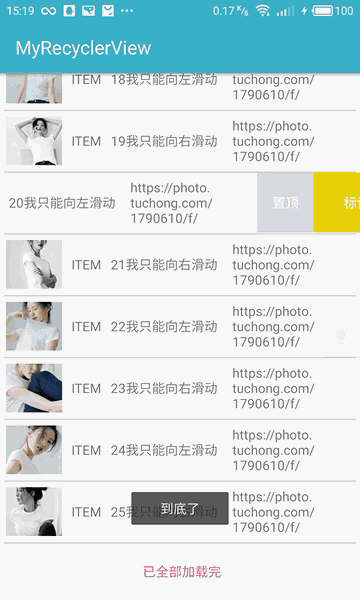 15:19
0.17 K/s
100
MyRecyclerView
ITEM 18我只能向左滑动
tuchong.com/
1790610/f/
ITEM 19我只能向右滑动
https://photo.
tuchong.com/
1790610/f/
20我只能向左滑动
https://photo.
tuchong.com/
1790610/f/
置顶
ITEM 21我只能向右滑动
https://photo.
tuchong.com/
1790610/f/
ITEM 22我只能向左滑动
https://photo.
tuchong.com/
1790610/f/
ITEM 23我只能向右滑动
https://photo.
tuchong.com/
1790610/f/
ITEM 24我只能向左滑动
https://photo.
tuchong.com/
1790610/f/
ITEM 25我
https://photo.
tuchong.com/
1790610/f/
到底了
已全部加载完